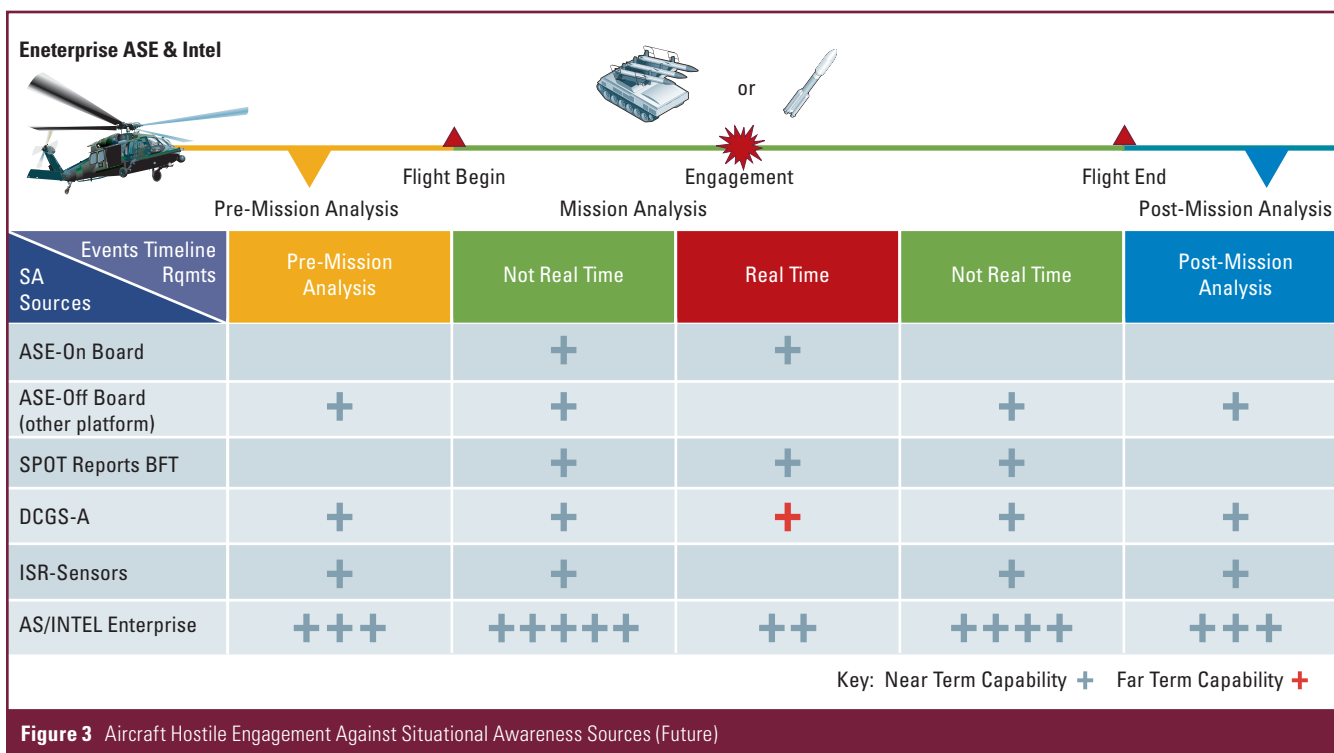 Eneterprise ASE & Intel
or
Flight Begin
Engagement
Flight End
Pre-Mission Analysis
Mission Analysis
Post-Mission Analysis
Events Timeline
Rqmts
SA
Sources
Pre-Mission
Analysis
Not Real Time
Real Time
Not Real Time
Post-Mission
Analysis
ASE-On Board + +
ASE-Off Board
(other platform) + + + +
SPOT Reports BFT + + +
DCGS-A + + + + +
ISR-Sensors + + + +
AS/INTEL Enterprise +++ +++++ ++ ++++ +++
Key: Near Term Capability + Far Term Capability +
Figure 3 Aircraft Hostile Engagement Against Situational Awareness Sources (Future)